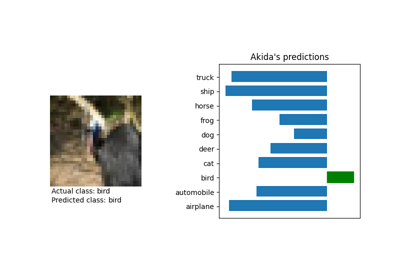 Akida's predictions
truck
ship
horse
frog
dog
deer
cat
bird
automobile
airplane
Actual class: bird
Predicted class: bird